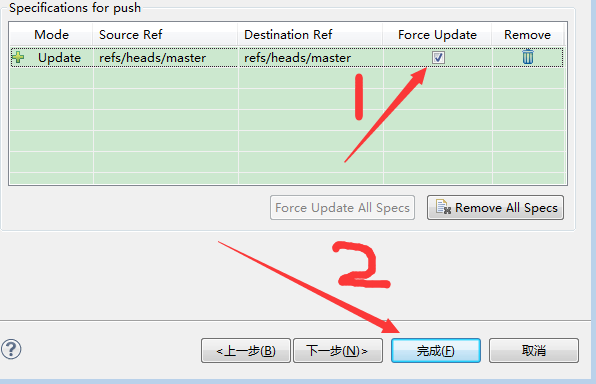 Specifications for push
Mode Source Ref Destination Ref Force Update Remove
Update refs/heads/master refs/heads/master
1
Force Update All Specs Remove All Specs
2
? <上一步(B) 下一步(N)> 完成(F) 取消